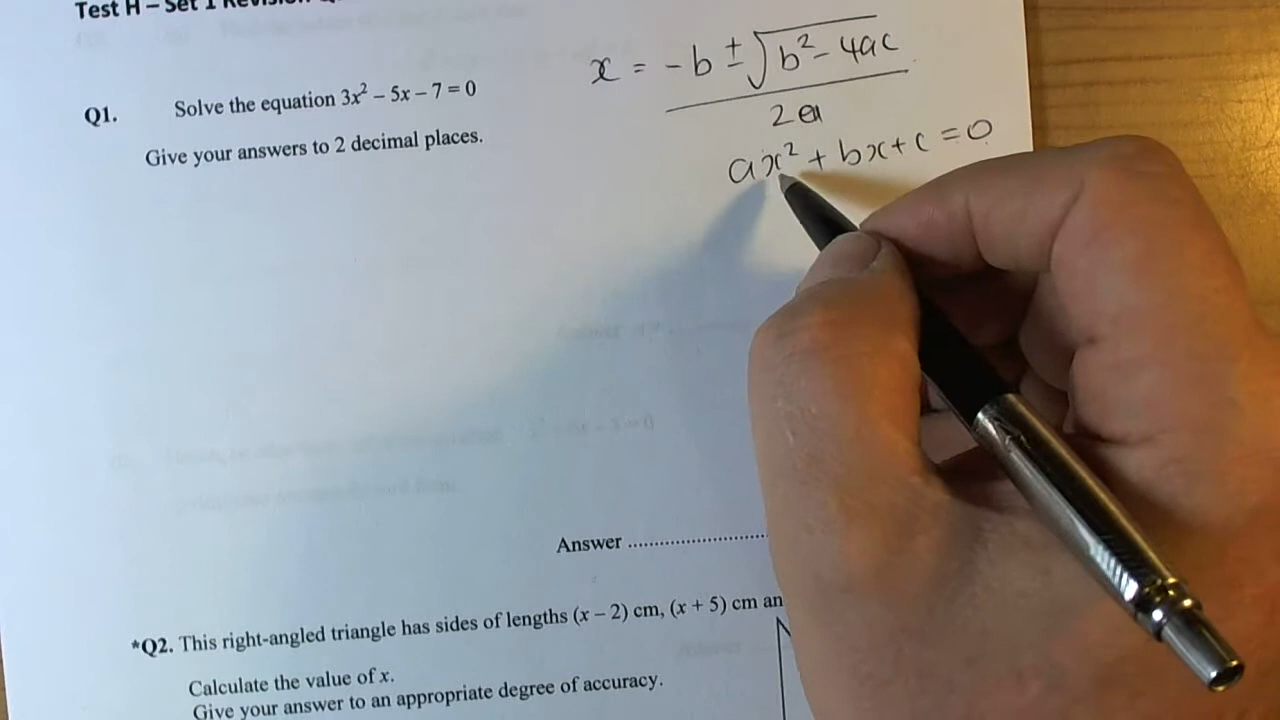 Test H – Set 1 Revision
x = -b ± √b² - 4ac
2a
Q1. Solve the equation 3x² – 5x – 7 = 0
ax² + bx + c = 0
Give your answers to 2 decimal places.
Answer ........................
*Q2. This right-angled triangle has sides of lengths (x – 2) cm, (x + 5) cm an
Calculate the value of x.
Give your answer to an appropriate degree of accuracy.